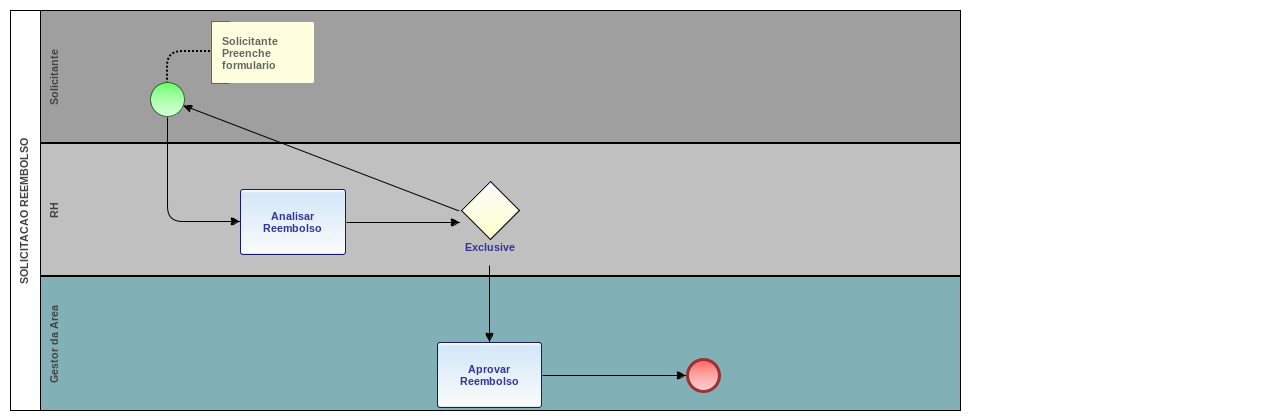 SOLICITACAO REEMBOLSO
Solicitante
Solicitante
Preenche
formulario
RH
Analisar
Reembolso
Exclusive
Gestor da Area
Aprovar
Reembolso